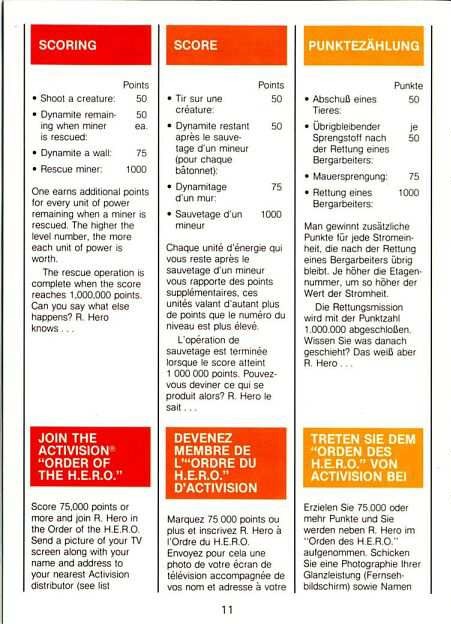 SCORING
Points
• Shoot a creature: 50
• Dynamite remain- 50
ing when miner ea.
is rescued:
• Dynamite a wall: 75
• Rescue miner: 1000
One earns additional points
for every unit of power
remaining when a miner is
rescued. The higher the
level number, the more
each unit of power is
worth.
The rescue operation is
complete when the score
reaches 1,000,000 points.
Can you say what else
happens? R. Hero
knows . . .
JOIN THE
ACTIVISION®
"ORDER OF
THE H.E.R.O."
Score 75,000 points or
more and join R. Hero in
the Order of the H.E.R.O.
Send a picture of your TV
screen along with your
name and address to
your nearest Activision
distributor (see list
SCORE
Points
• Tir sur une 50
créature:
• Dynamite restant 50
après le sauve-
tage d'un mineur
(pour chaque
bâtonnet):
• Dynamitage 75
d'un mur:
• Sauvetage d'un 1000
mineur
Chaque unité d'énergie qui
vous reste après le
sauvetage d'un mineur
vous rapporte des points
supplémentaires, ces
unités valant d'autant plus
de points que le numéro du
niveau est plus élevé.
L'opération de
sauvetage est terminée
lorsque le score atteint
1 000 000 points. Pouvez-
vous deviner ce qui se
produit alors? R. Hero le
sait . . .
DEVENEZ
MEMBRE DE
L'"ORDRE DU
H.E.R.O."
D'ACTIVISION
Marquez 75 000 points ou
plus et inscrivez R. Hero à
l'Ordre du H.E.R.O.
Envoyez pour cela une
photo de votre écran de
télévision accompagnée de
vos nom et adresse à votre
PUNKTEZÄHLUNG
Punkte
• Abschuß eines 50
Tieres:
• Übrigbleibender je
Sprengstoff nach 50
der Rettung eines
Bergarbeiters:
• Mauersprengung: 75
• Rettung eines 1000
Bergarbeiters:
Man gewinnt zusätzliche
Punkte für jede Stromein-
heit, die nach der Rettung
eines Bergarbeiters übrig
bleibt. Je höher die Etagen-
nummer, um so höher der
Wert der Stromheit.
Die Rettungsmission
wird mit der Punktzahl
1.000.000 abgeschloßen.
Wissen Sie was danach
geschieht? Das weiß aber
R. Hero . . .
TRETEN SIE DEM
"ORDEN DES
H.E.R.O." VON
ACTIVISION BEI
Erzielen Sie 75.000 oder
mehr Punkte und Sie
werden neben R. Hero im
"Orden des H.E.R.O."
aufgenommen. Schicken
Sie eine Photographie Ihrer
Glanzleistung (Fernseh-
bildschirm) sowie Namen
11